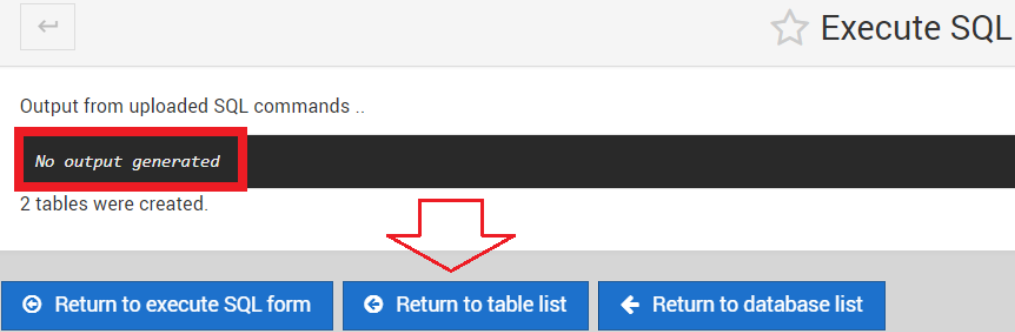 Execute SQL
Output from uploaded SQL commands ..
No output generated
2 tables were created.
Return to execute SQL form
Return to table list
Return to database list